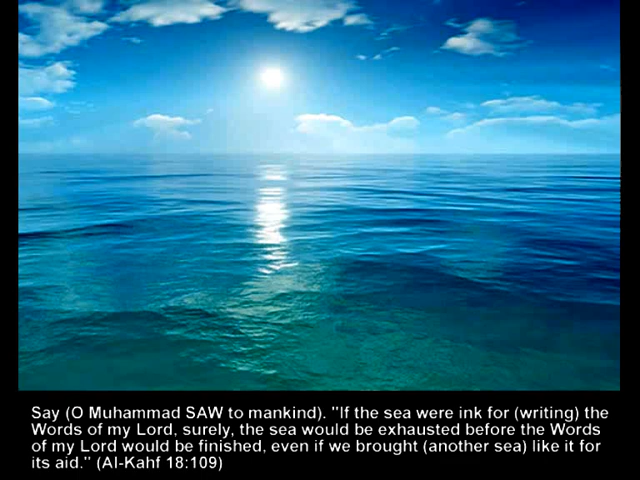 Say (O Muhammad SAW to mankind). "If the sea were ink for (writing) the
Words of my Lord, surely, the sea would be exhausted before the Words
of my Lord would be finished, even if we brought (another sea) like it for
its aid." (Al-Kahf 18:109)